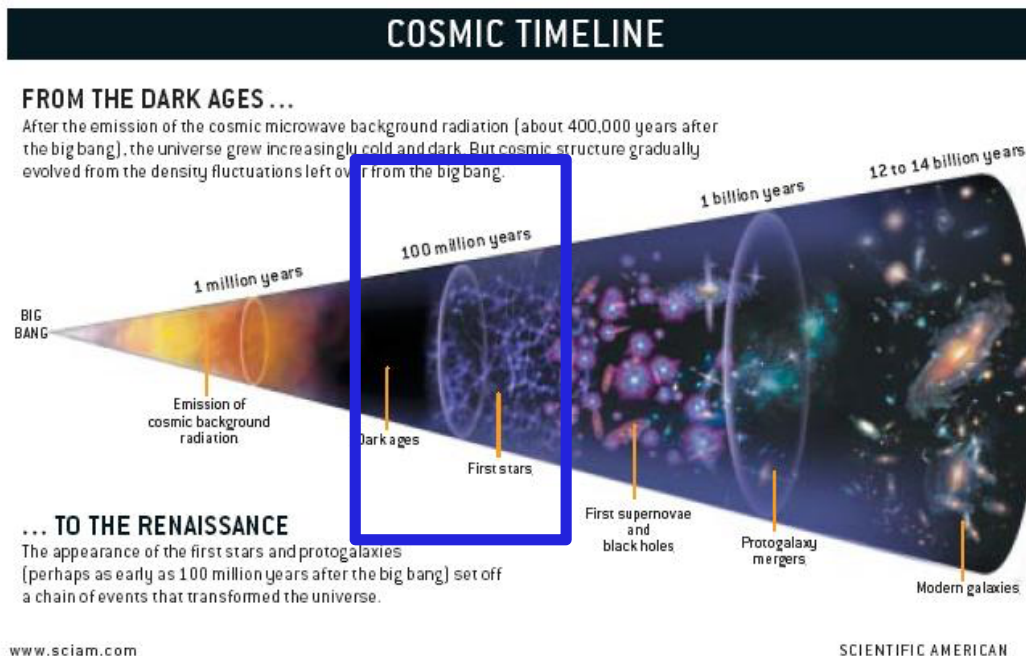 COSMIC TIMELINE
FROM THE DARK AGES ...
After the emission of the cosmic microwave background radiation (about 400,000 years after
the big bang), the universe grew increasingly cold and dark. But cosmic structure gradually
evolved from the density fluctuations left over from the big bang.
12 to 14 billion years
1 billion years
100 million years
1 million years
BIG
BANG
Emission of
cosmic background
radiation
Dark ages
First stars
First supernovae
and
black holes
Protogalaxy
mergers
Modern galaxies
... TO THE RENAISSANCE
The appearance of the first stars and protogalaxies
(perhaps as early as 100 million years after the big bang) set off
a chain of events that transformed the universe.
www.sciam.com
SCIENTIFIC AMERICAN